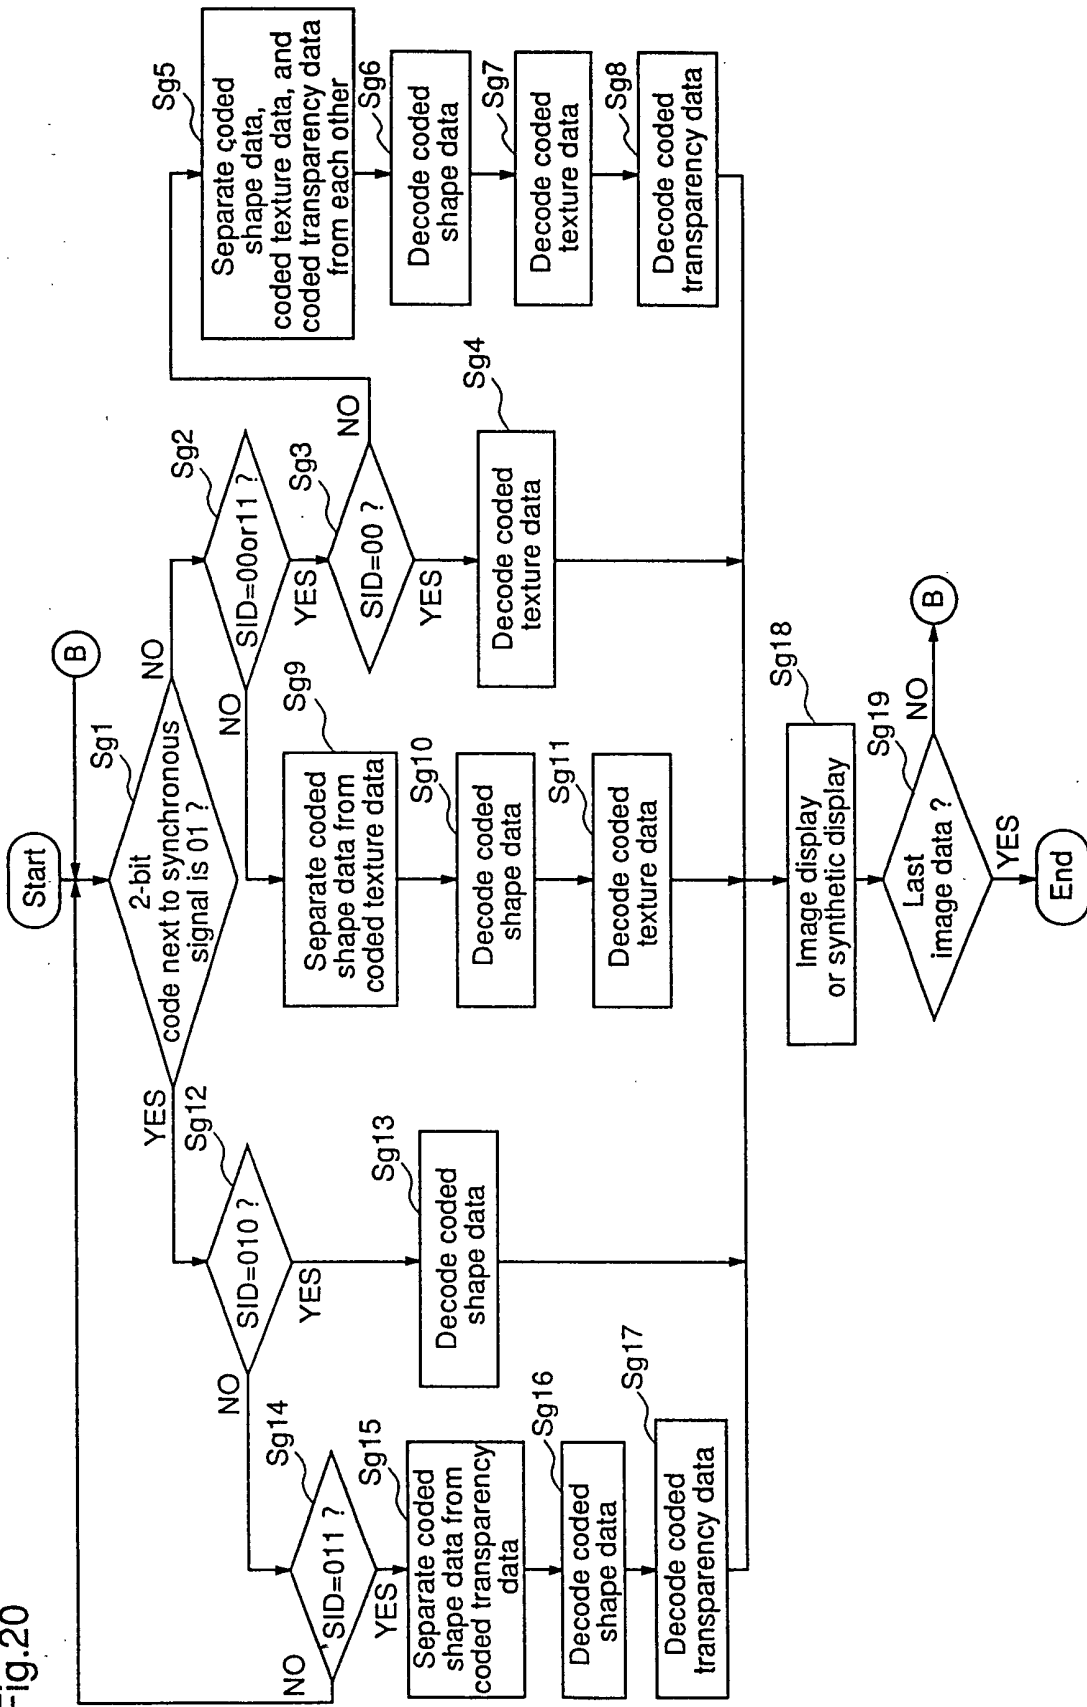 Fig.20
Start
B
Sg1
2-bit
code next to synchronous
signal is 01 ?
YES
NO
Sg12
SID=010 ?
NO
YES
Sg13
Decode coded
shape data
Sg14
SID=011 ?
NO
YES
Sg15
Separate coded
shape data from
coded transparency
data
Sg16
Decode coded
shape data
Sg17
Decode coded
transparency data
Sg2
SID=00or11 ?
NO
YES
Sg9
Separate coded
shape data from
coded texture data
Sg10
Decode coded
shape data
Sg11
Decode coded
texture data
Sg3
SID=00 ?
NO
YES
Sg4
Decode coded
texture data
Sg5
Separate coded
shape data,
coded texture data, and
coded transparency data
from each other
Sg6
Decode coded
shape data
Sg7
Decode coded
texture data
Sg8
Decode coded
transparency data
Sg18
Image display
or synthetic display
Sg19
Last
image data ?
NO
B
YES
End